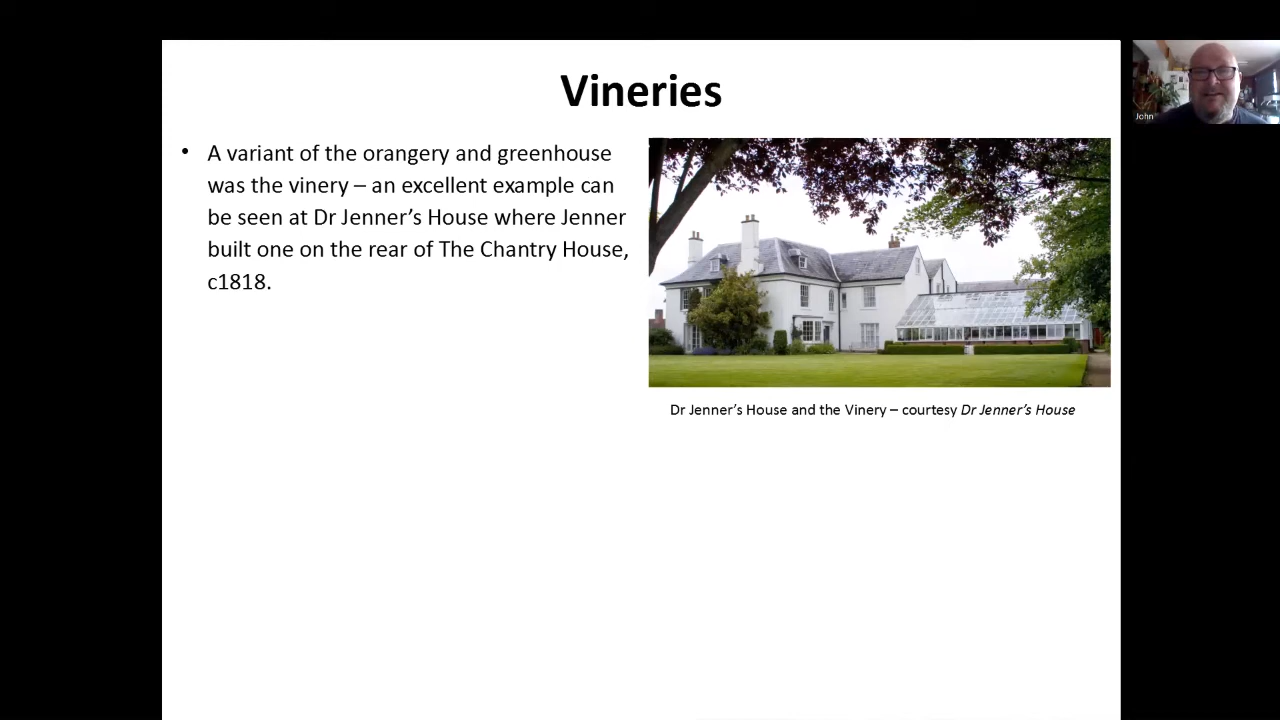 Vineries
• A variant of the orangery and greenhouse
was the vinery – an excellent example can
be seen at Dr Jenner’s House where Jenner
built one on the rear of The Chantry House,
c1818.
Dr Jenner’s House and the Vinery – courtesy Dr Jenner’s House
John